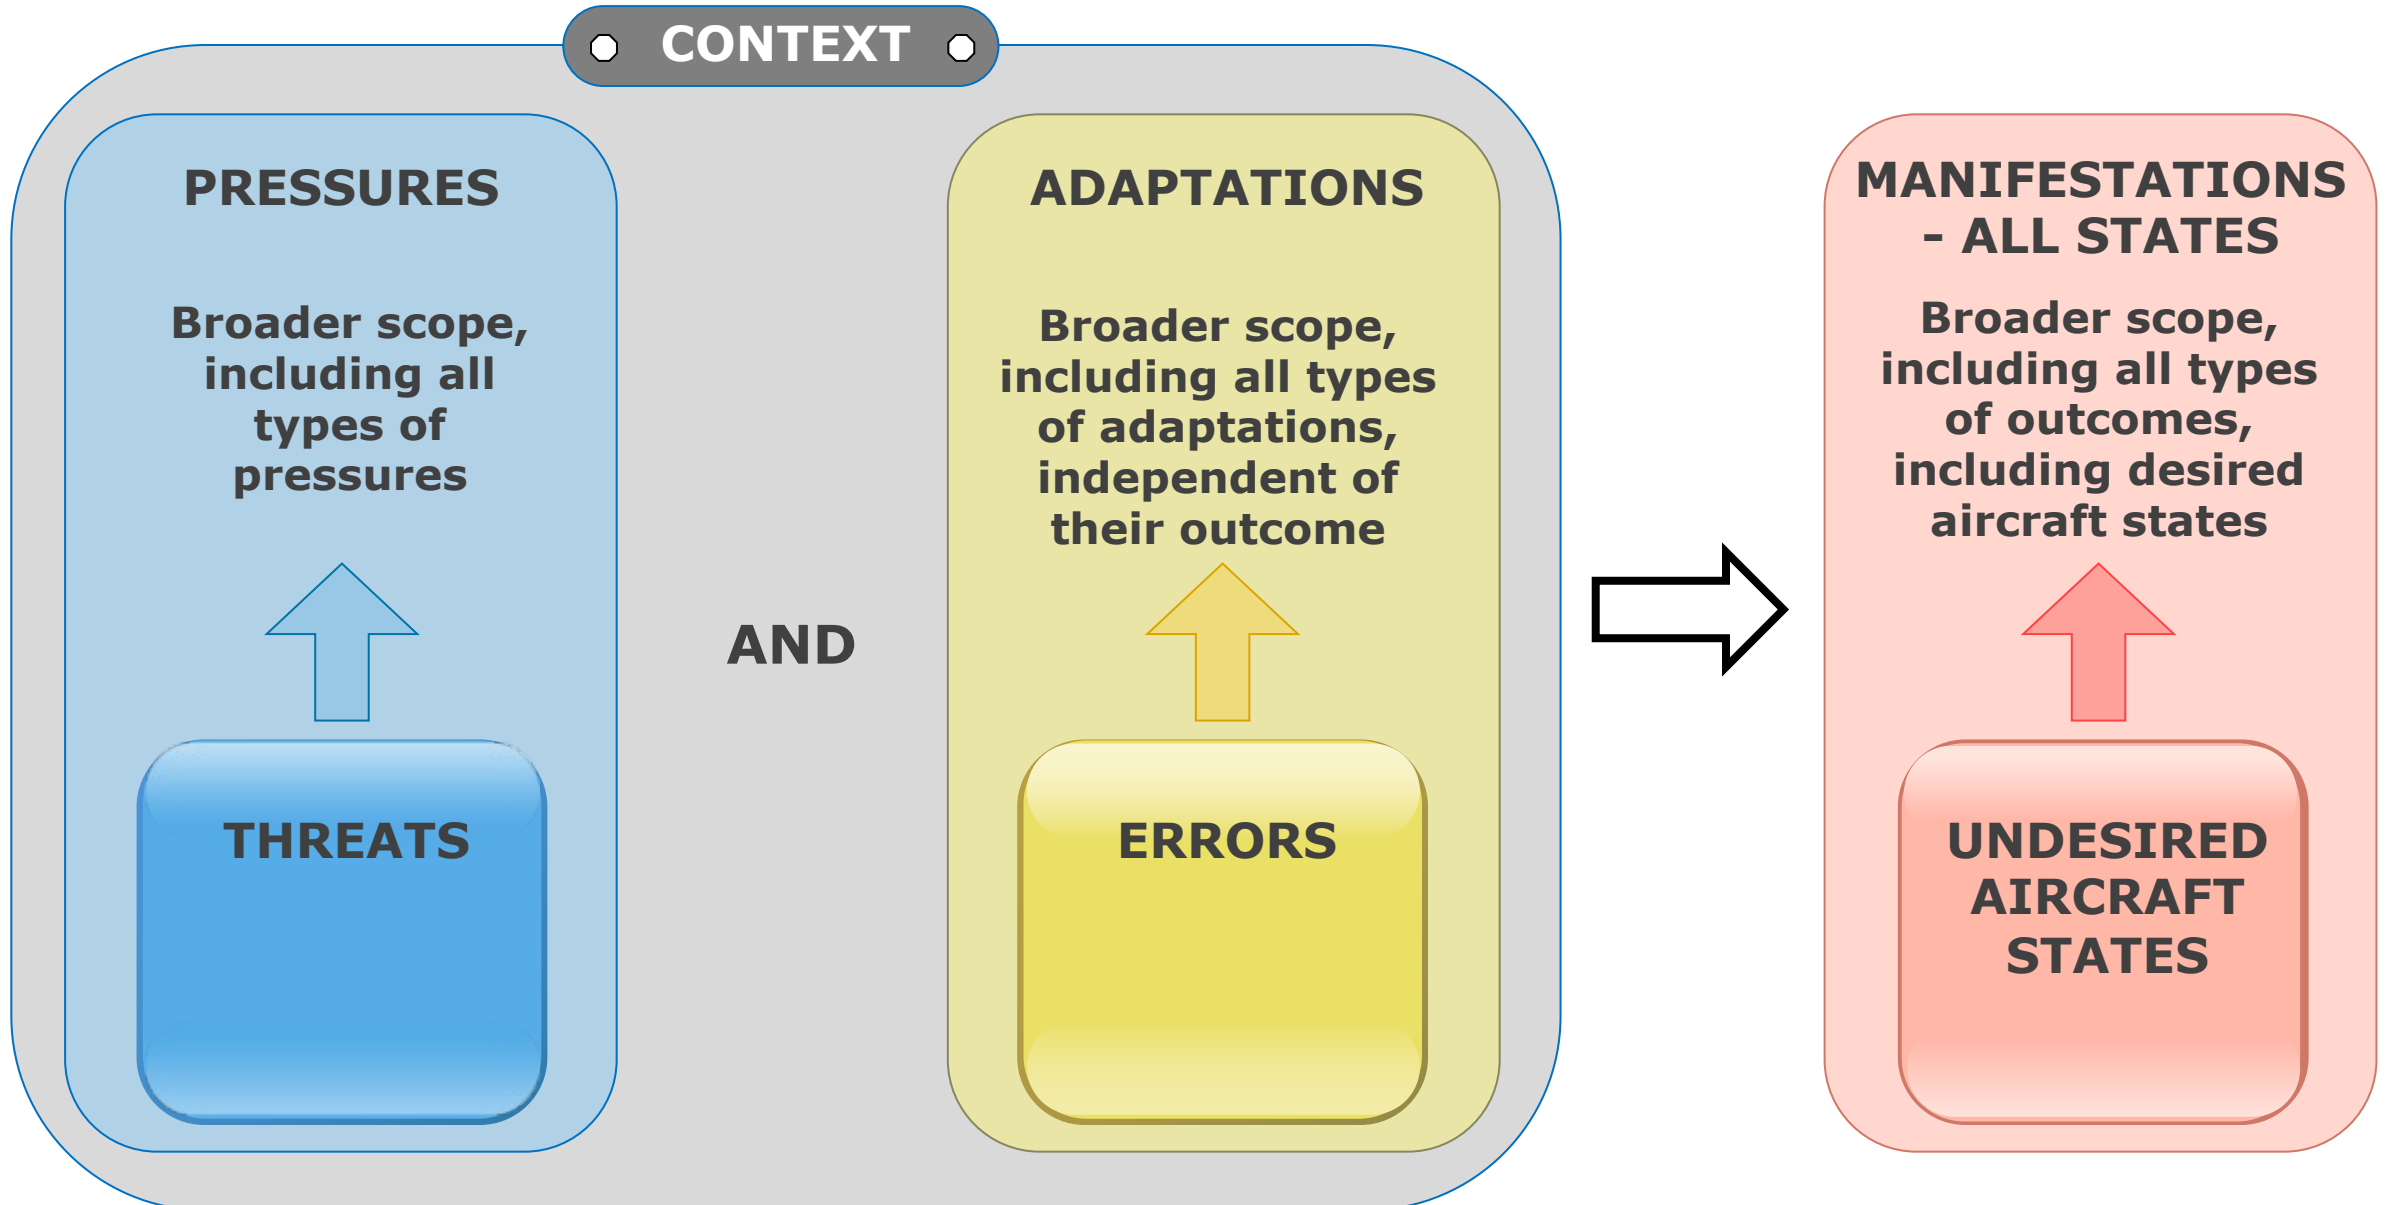 CONTEXT
PRESSURES
Broader scope,
including all
types of
pressures
THREATS
AND
ADAPTATIONS
Broader scope,
including all types
of adaptations,
independent of
their outcome
ERRORS
MANIFESTATIONS
– ALL STATES
Broader scope,
including all types
of outcomes,
including desired
aircraft states
UNDESIRED
AIRCRAFT
STATES